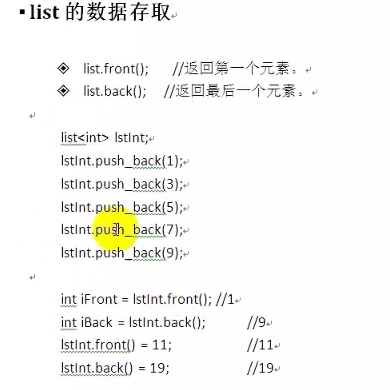 ▪list 的数据存取↵
◈ list.front(); //返回第一个元素。↵
◈ list.back(); //返回最后一个元素。↵
↵
list<int> lstInt;↵
lstInt.push_back(1);↵
lstInt.push_back(3);↵
lstInt.push_back(5);↵
lstInt.push_back(7);↵
lstInt.push_back(9);↵
↵
int iFront = lstInt.front(); //1↵
int iBack = lstInt.back(); //9↵
lstInt.front() = 11; //11↵
lstInt.back() = 19; //19↵